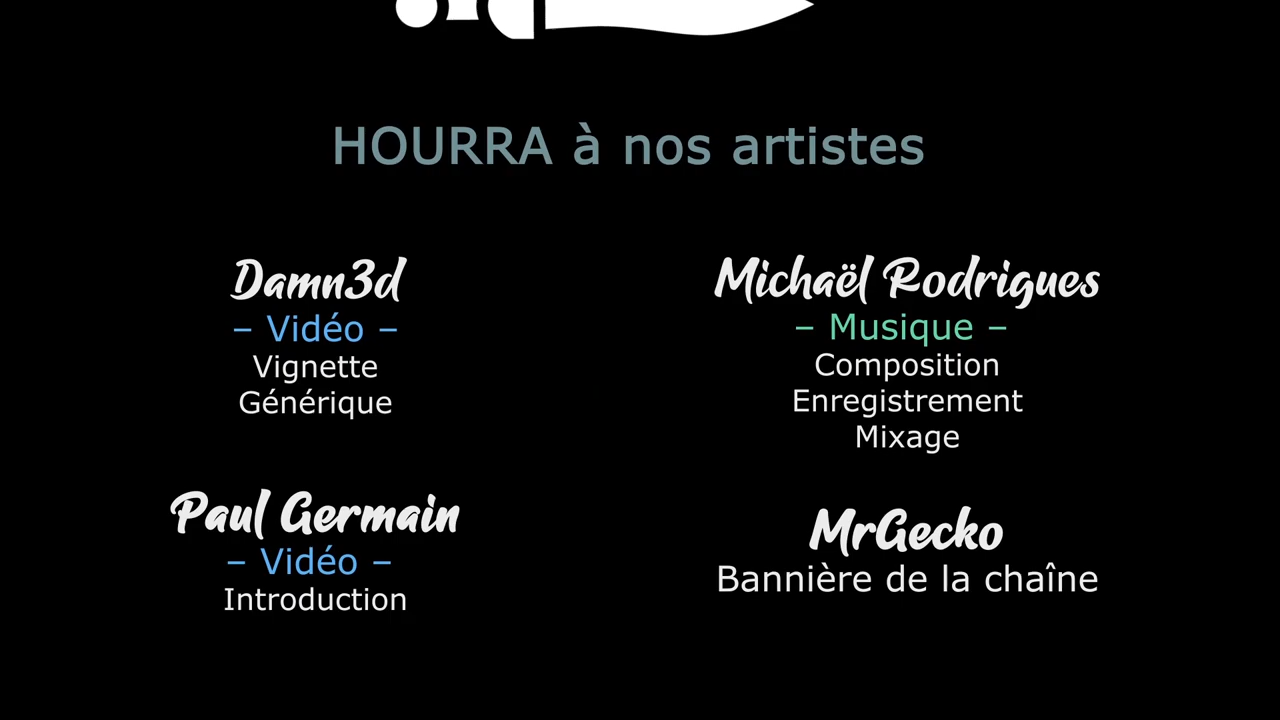 HOURRA à nos artistes
Damn3d
– Vidéo –
Vignette
Générique
Michaël Rodrigues
– Musique –
Composition
Enregistrement
Mixage
Paul Germain
– Vidéo –
Introduction
MrGecko
Bannière de la chaîne